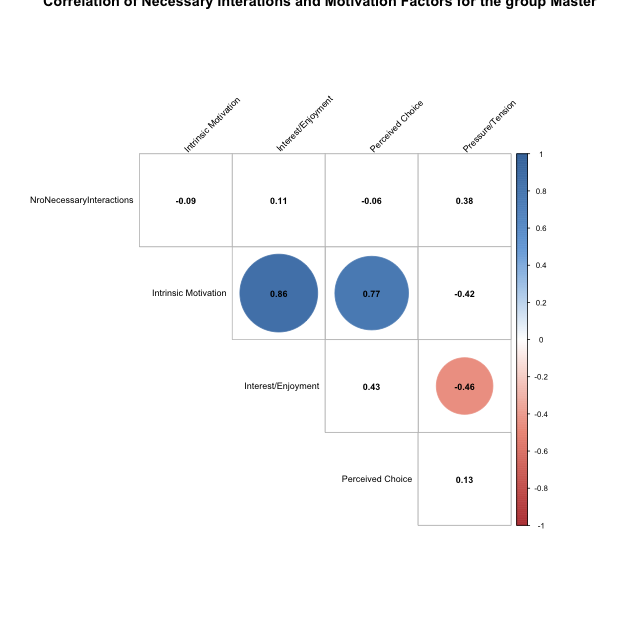 Correlation of Necessary Interations and Motivation Factors for the group Master
Intrinsic Motivation
Interest/Enjoyment
Perceived Choice
Pressure/Tension
NroNecessaryInteractions -0.09 0.11 -0.06 0.38
Intrinsic Motivation 0.86 0.77 -0.42
Interest/Enjoyment 0.43 -0.46
Perceived Choice 0.13
1
0.8
0.6
0.4
0.2
0
-0.2
-0.4
-0.6
-0.8
-1